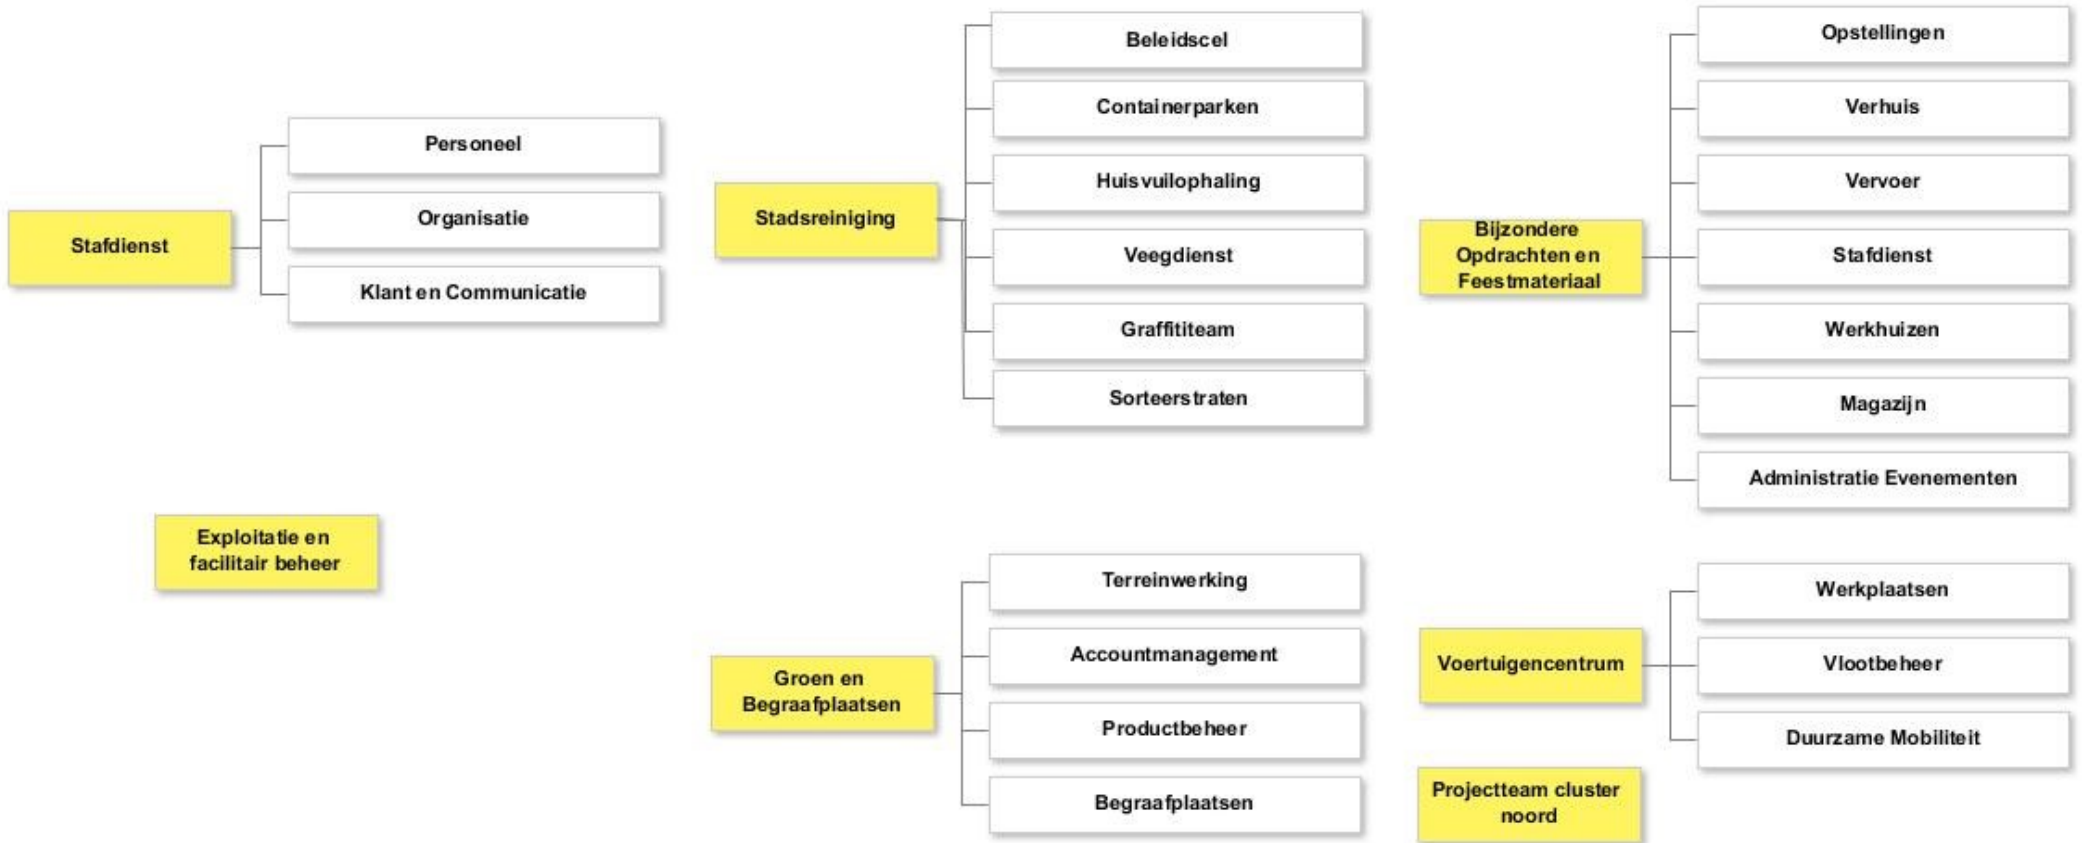 Stafdienst
Personeel
Organisatie
Klant en Communicatie
Exploitatie en
facilitair beheer
Stadsreiniging
Beleidscel
Containerparken
Huisvuilophaling
Veegdienst
Graffititeam
Sorteerstraten
Groen en
Begraafplaatsen
Terreinwerking
Accountmanagement
Productbeheer
Begraafplaatsen
Bijzondere
Opdrachten en
Feestmateriaal
Opstellingen
Verhuis
Vervoer
Stafdienst
Werkhuizen
Magazijn
Administratie Evenementen
Voertuigencentrum
Werkplaatsen
Vlootbeheer
Duurzame Mobiliteit
Projectteam cluster
noord